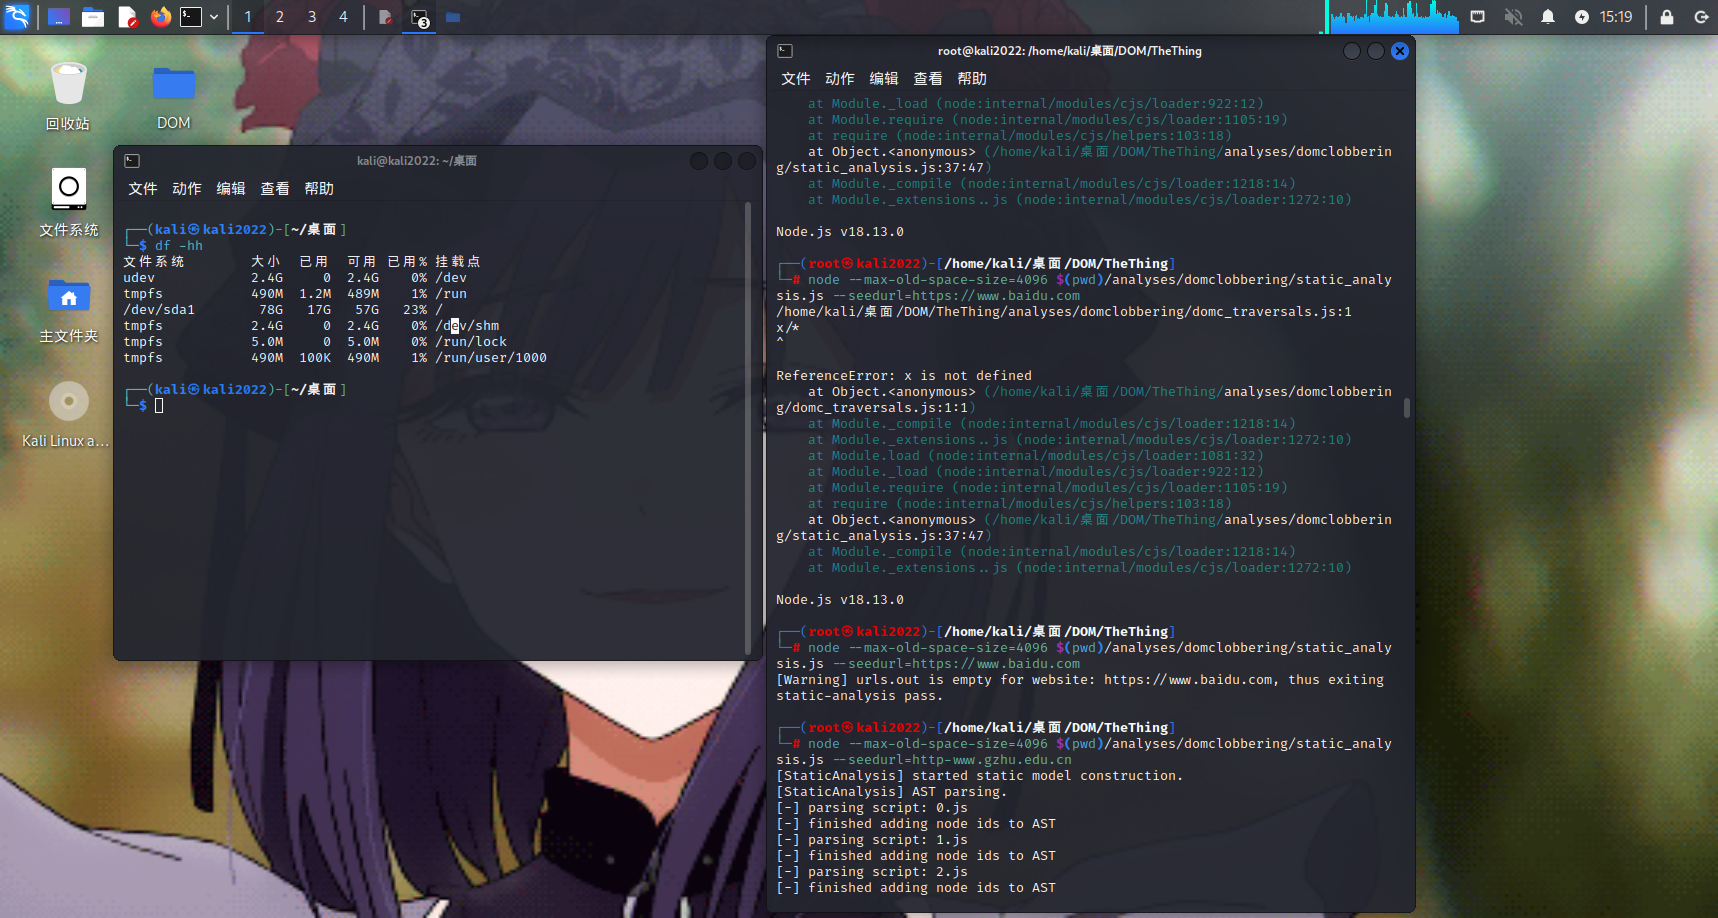 1 2 3 4
3
15:19
回收站
DOM
文件系统
主文件夹
Kali Linux a...
kali@kali2022: ~/桌面
文件 动作 编辑 查看 帮助
┌──(kali㉿kali2022)-[~/桌面]
└─$ df -hh
文件系统 大小 已用 可用 已用% 挂载点
udev 2.4G 0 2.4G 0% /dev
tmpfs 490M 1.2M 489M 1% /run
/dev/sda1 78G 17G 57G 23% /
tmpfs 2.4G 0 2.4G 0% /dev/shm
tmpfs 5.0M 0 5.0M 0% /run/lock
tmpfs 490M 100K 490M 1% /run/user/1000
┌──(kali㉿kali2022)-[~/桌面]
└─$
root@kali2022: /home/kali/桌面/DOM/TheThing
文件 动作 编辑 查看 帮助
at Module._load (node:internal/modules/cjs/loader:922:12)
at Module.require (node:internal/modules/cjs/loader:1105:19)
at require (node:internal/modules/cjs/helpers:103:18)
at Object.<anonymous> (/home/kali/桌面/DOM/TheThing/analyses/domclobberin
g/static_analysis.js:37:47)
at Module._compile (node:internal/modules/cjs/loader:1218:14)
at Module._extensions..js (node:internal/modules/cjs/loader:1272:10)
Node.js v18.13.0
┌──(root㉿kali2022)-[/home/kali/桌面/DOM/TheThing]
└─# node --max-old-space-size=4096 $(pwd)/analyses/domclobbering/static_analy
sis.js --seedurl=https://www.baidu.com
/home/kali/桌面/DOM/TheThing/analyses/domclobbering/domc_traversals.js:1
x/*
^
ReferenceError: x is not defined
at Object.<anonymous> (/home/kali/桌面/DOM/TheThing/analyses/domclobberin
g/domc_traversals.js:1:1)
at Module._compile (node:internal/modules/cjs/loader:1218:14)
at Module._extensions..js (node:internal/modules/cjs/loader:1272:10)
at Module.load (node:internal/modules/cjs/loader:1081:32)
at Module._load (node:internal/modules/cjs/loader:922:12)
at Module.require (node:internal/modules/cjs/loader:1105:19)
at require (node:internal/modules/cjs/helpers:103:18)
at Object.<anonymous> (/home/kali/桌面/DOM/TheThing/analyses/domclobberin
g/static_analysis.js:37:47)
at Module._compile (node:internal/modules/cjs/loader:1218:14)
at Module._extensions..js (node:internal/modules/cjs/loader:1272:10)
Node.js v18.13.0
┌──(root㉿kali2022)-[/home/kali/桌面/DOM/TheThing]
└─# node --max-old-space-size=4096 $(pwd)/analyses/domclobbering/static_analy
sis.js --seedurl=https://www.baidu.com
[Warning] urls.out is empty for website: https://www.baidu.com, thus exiting
static-analysis pass.
┌──(root㉿kali2022)-[/home/kali/桌面/DOM/TheThing]
└─# node --max-old-space-size=4096 $(pwd)/analyses/domclobbering/static_analy
sis.js --seedurl=http-www.gzhu.edu.cn
[StaticAnalysis] started static model construction.
[StaticAnalysis] AST parsing.
[-] parsing script: 0.js
[-] finished adding node ids to AST
[-] parsing script: 1.js
[-] finished adding node ids to AST
[-] parsing script: 2.js
[-] finished adding node ids to AST